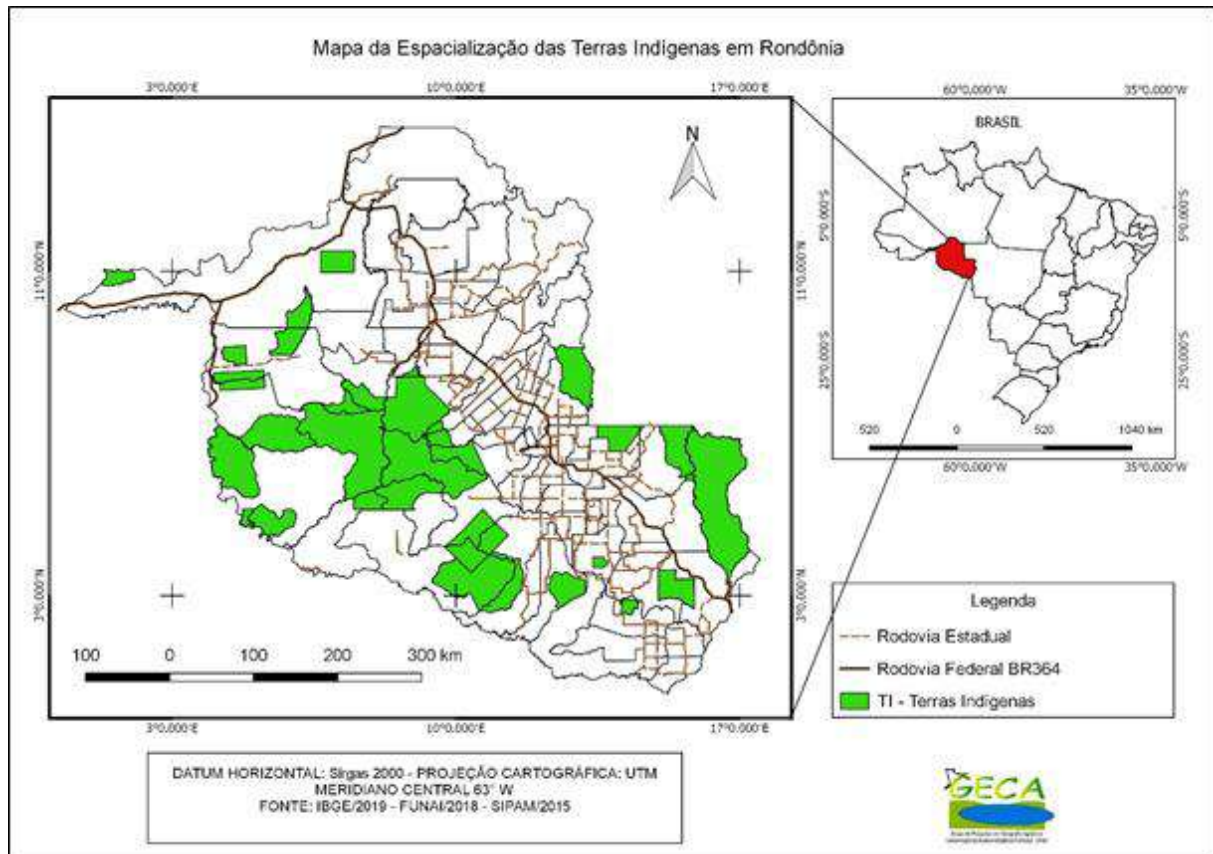 Mapa da Espacialização das Terras Indígenas em Rondônia
3°0.000'E 10°0.000'E 17°0.000'E
60°0.000'W 35°0.000'W
BRASIL
N
5°0.000'S 5°0.000'S
11°0.000'N 11°0.000'N
25°0.000'S 25°0.000'S
520 0 520 1040 km
60°0.000'W 35°0.000'W
3°0.000'N 3°0.000'N
100 0 100 200 300 km
3°0.000'E 10°0.000'E 17°0.000'E
Legenda
Rodovia Estadual
Rodovia Federal BR364
TI - Terras Indígenas
DATUM HORIZONTAL: Sirgas 2000 - PROJEÇÃO CARTOGRÁFICA: UTM
MERIDIANO CENTRAL 63° W
FONTE: IBGE/2019 - FUNAI/2018 - SIPAM/2015
GECA